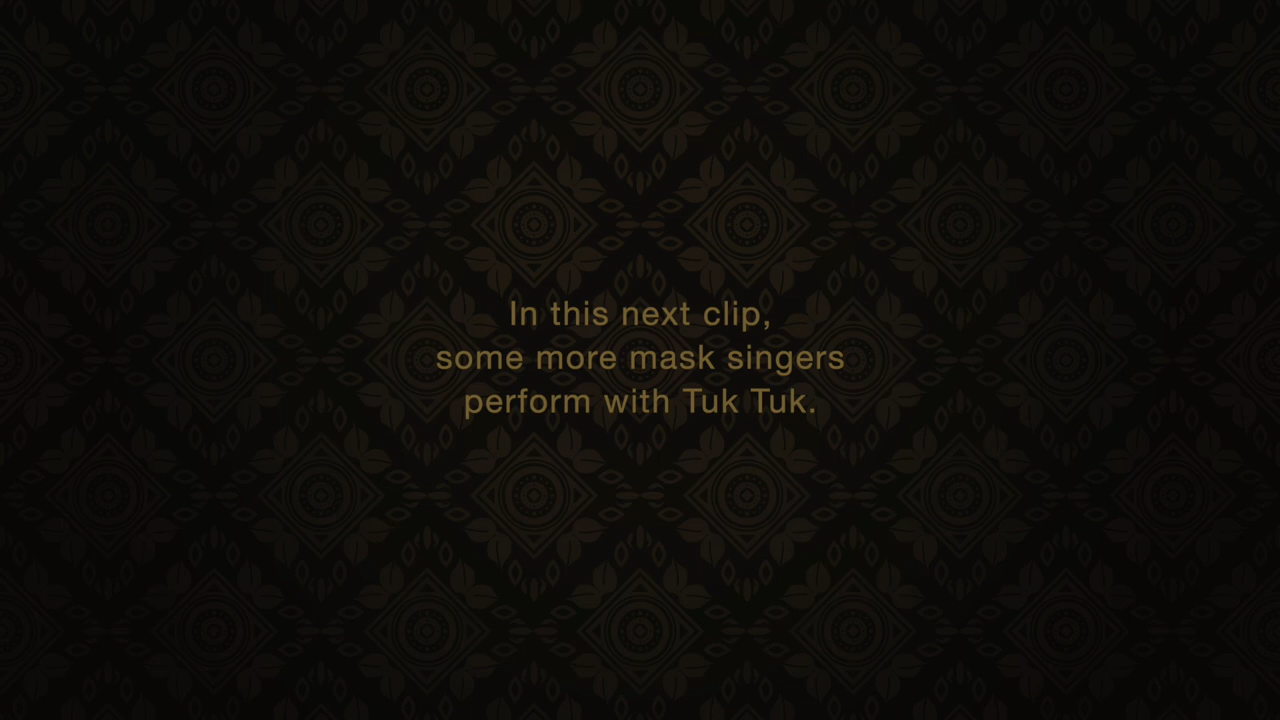 In this next clip,
some more mask singers
perform with Tuk Tuk.